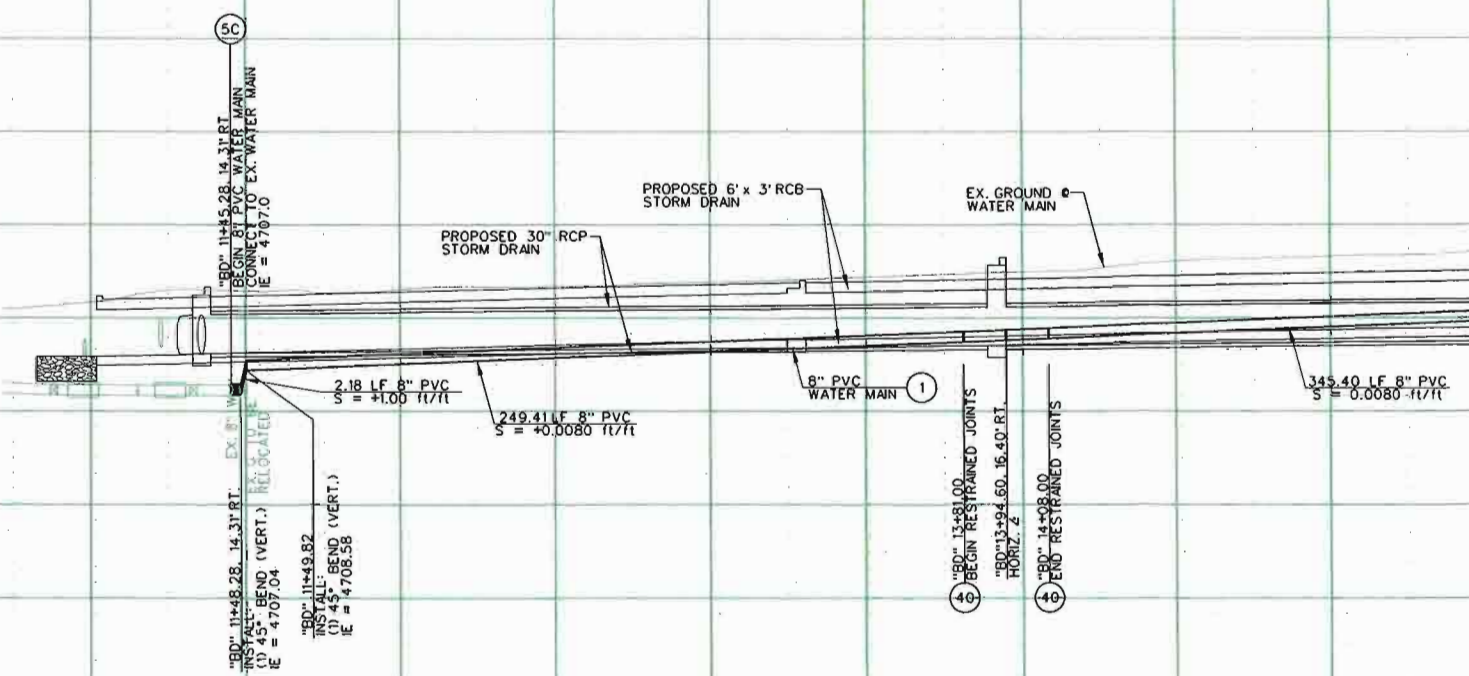 5C
"BD" 11+45.28, 14.31' RT
BEGIN 8" PVC WATER MAIN
CONNECT TO EX. WATER MAIN
IE = 4707.0
PROPOSED 30" RCP
STORM DRAIN
PROPOSED 6' x 3' RCB
STORM DRAIN
EX. GROUND @
WATER MAIN
2.18 LF 8" PVC
S = +1.00 ft/ft
249.41 LF 8" PVC
S = +0.0080 ft/ft
8" PVC
WATER MAIN
1
345.40 LF 8" PVC
S = 0.0080 ft/ft
EX. 8" W
RELOCATED
"BD" 11+48.28, 14.31' RT.
INSTALL:
(1) 45° BEND (VERT.)
IE = 4707.04
"BD" 11+49.82
INSTALL:
(1) 45° BEND (VERT.)
IE = 4708.58
"BD" 13+81.00
BEGIN RESTRAINED JOINTS
40
"BD" 13+94.60, 16.40' RT.
HORIZ. ∠
"BD" 14+08.00
END RESTRAINED JOINTS
40